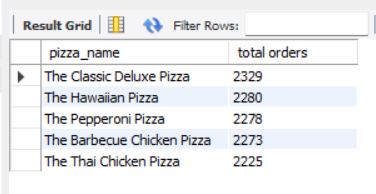 Result Grid Filter Rows:
pizza_name total orders
The Classic Deluxe Pizza 2329
The Hawaiian Pizza 2280
The Pepperoni Pizza 2278
The Barbecue Chicken Pizza 2273
The Thai Chicken Pizza 2225